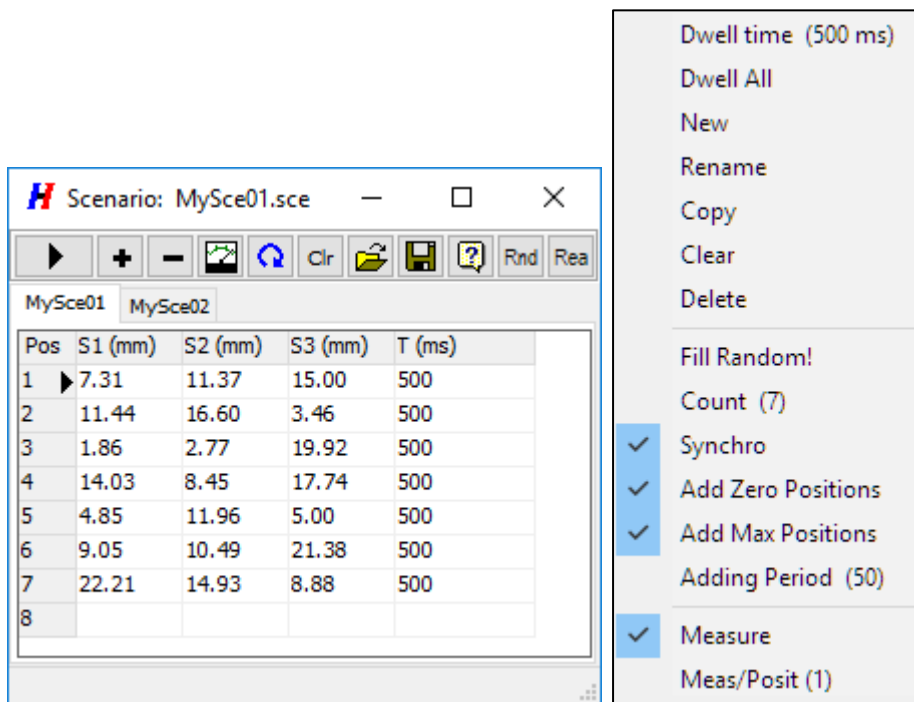 Scenario: MySce01.sce
Clr Rnd Rea
MySce01 MySce02
Pos S1 (mm) S2 (mm) S3 (mm) T (ms)
1 7.31 11.37 15.00 500
2 11.44 16.60 3.46 500
3 1.86 2.77 19.92 500
4 14.03 8.45 17.74 500
5 4.85 11.96 5.00 500
6 9.05 10.49 21.38 500
7 22.21 14.93 8.88 500
8
Dwell time (500 ms)
Dwell All
New
Rename
Copy
Clear
Delete
Fill Random!
Count (7)
Synchro
Add Zero Positions
Add Max Positions
Adding Period (50)
Measure
Meas/Posit (1)